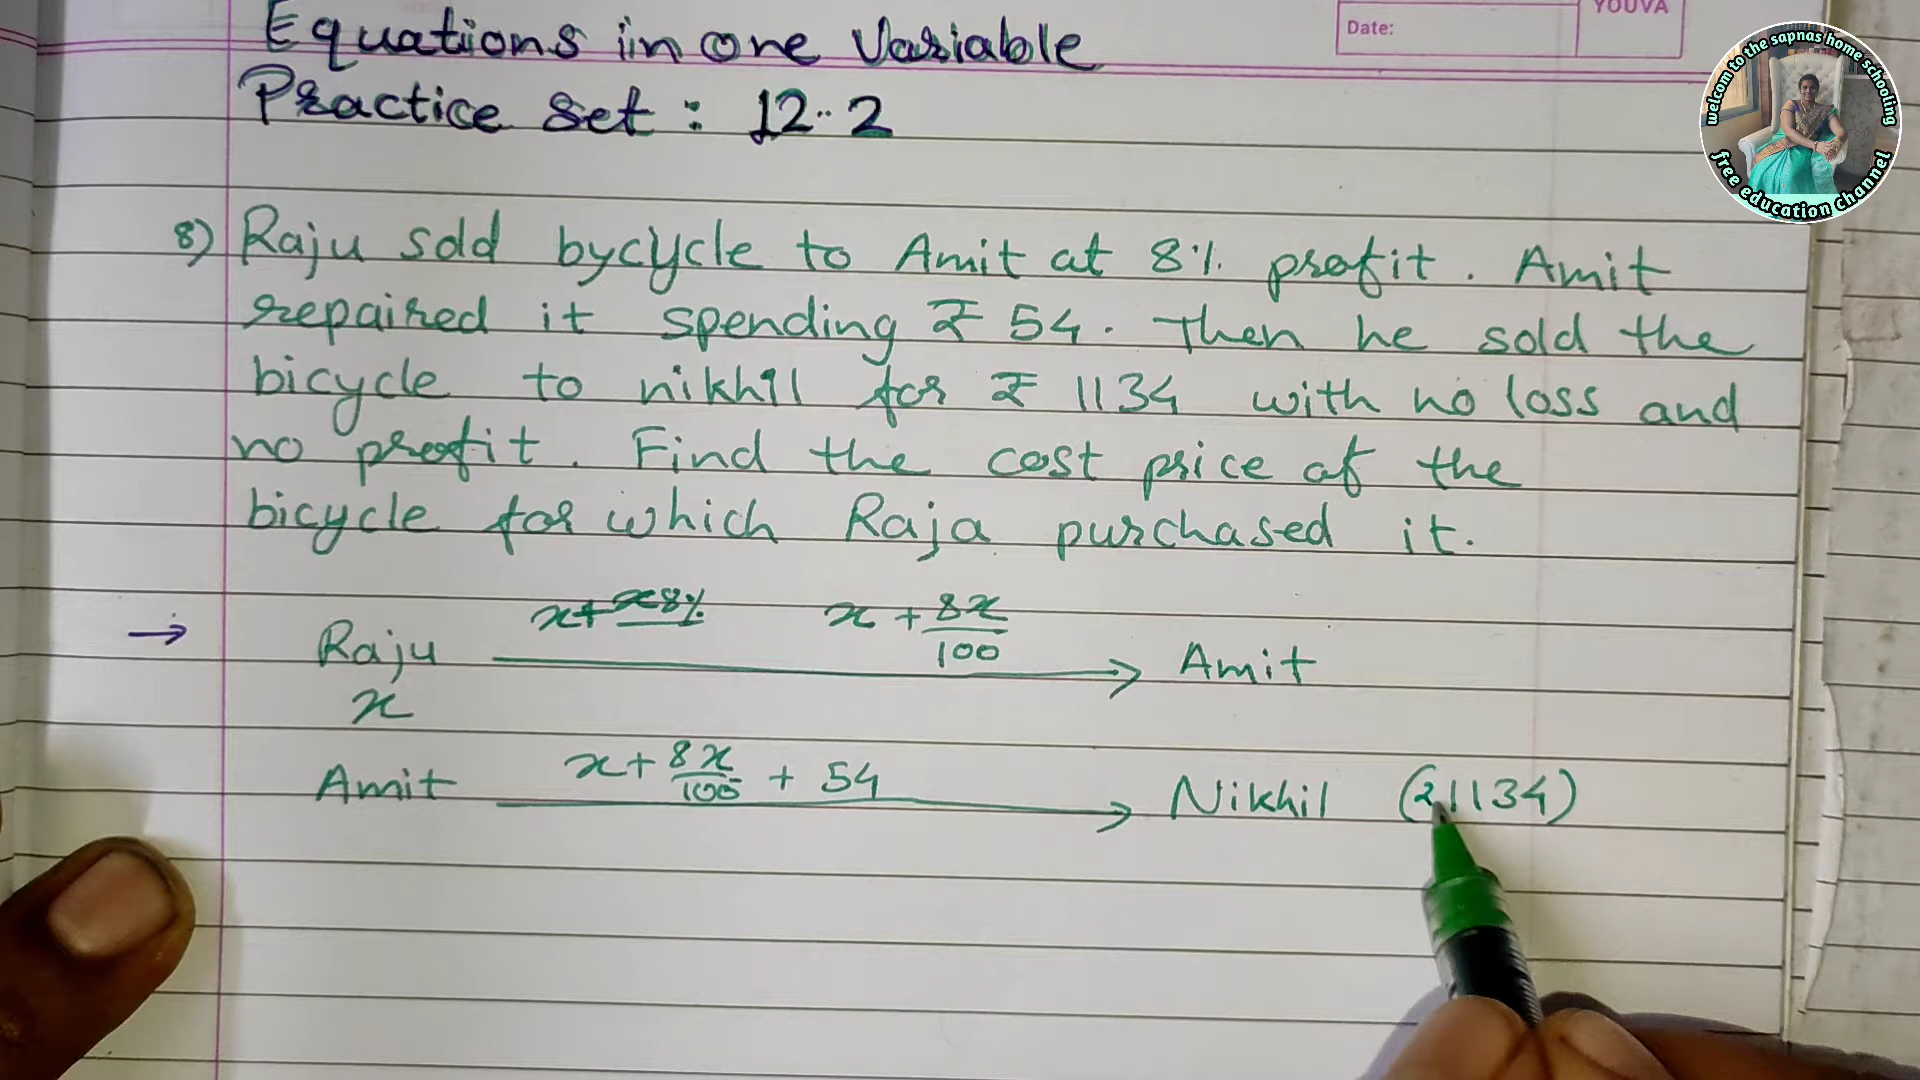 YOUVA
Date:
Equations in one Variable
Practice Set : 12.2
welcom to the sapnas home schooling
free education channel
8) Raju sold bycycle to Amit at 8% profit. Amit
repaired it spending ₹ 54. Then he sold the
bicycle to nikhil for ₹ 1134 with no loss and
no profit. Find the cost price of the
bicycle for which Raja purchased it.
→ Raju x+x8% x + 8x/100 → Amit
x
Amit x + 8x/100 + 54 → Nikhil (₹1134)